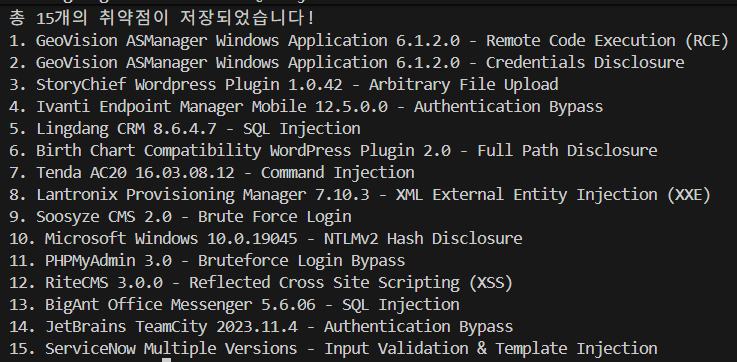 총 15개의 취약점이 저장되었습니다!
1. GeoVision ASManager Windows Application 6.1.2.0 - Remote Code Execution (RCE)
2. GeoVision ASManager Windows Application 6.1.2.0 - Credentials Disclosure
3. StoryChief Wordpress Plugin 1.0.42 - Arbitrary File Upload
4. Ivanti Endpoint Manager Mobile 12.5.0.0 - Authentication Bypass
5. Lingdang CRM 8.6.4.7 - SQL Injection
6. Birth Chart Compatibility WordPress Plugin 2.0 - Full Path Disclosure
7. Tenda AC20 16.03.08.12 - Command Injection
8. Lantronix Provisioning Manager 7.10.3 - XML External Entity Injection (XXE)
9. Soosyze CMS 2.0 - Brute Force Login
10. Microsoft Windows 10.0.19045 - NTLMv2 Hash Disclosure
11. PHPMyAdmin 3.0 - Bruteforce Login Bypass
12. RiteCMS 3.0.0 - Reflected Cross Site Scripting (XSS)
13. BigAnt Office Messenger 5.6.06 - SQL Injection
14. JetBrains TeamCity 2023.11.4 - Authentication Bypass
15. ServiceNow Multiple Versions - Input Validation & Template Injection